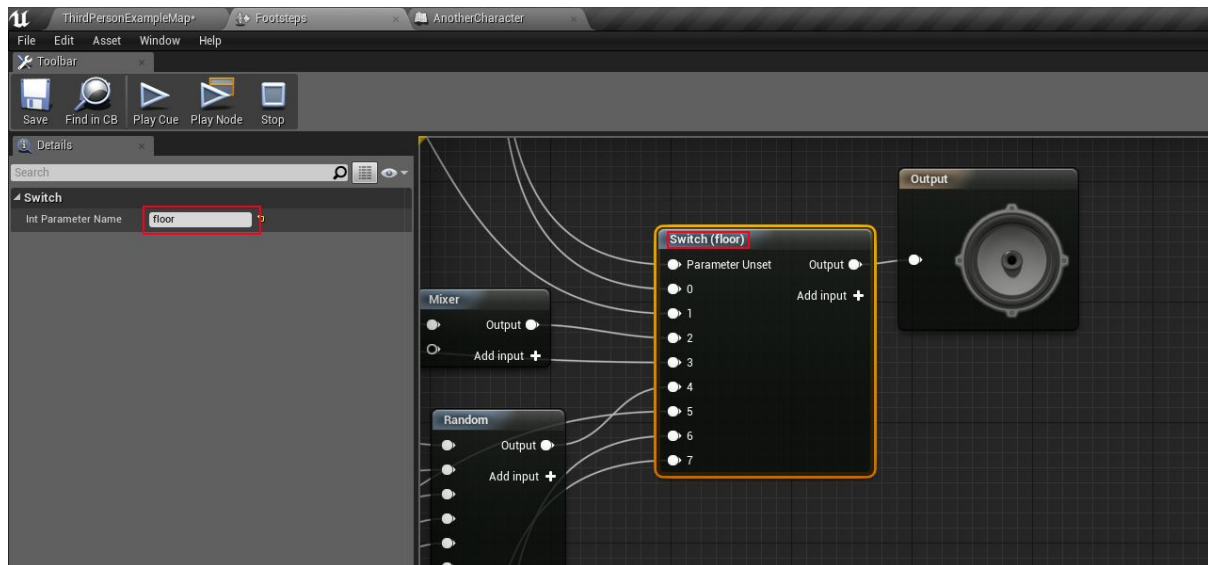 ThirdPersonExampleMap*
Footsteps
AnotherCharacter
File Edit Asset Window Help
Toolbar
Save Find in CB Play Cue Play Node Stop
Details
Search
Switch
Int Parameter Name floor
Output
Switch (floor)
Parameter Unset Output
0 Add input
1
2
3
4
5
6
7
Mixer
Output
Add input
Random
Output
Add input